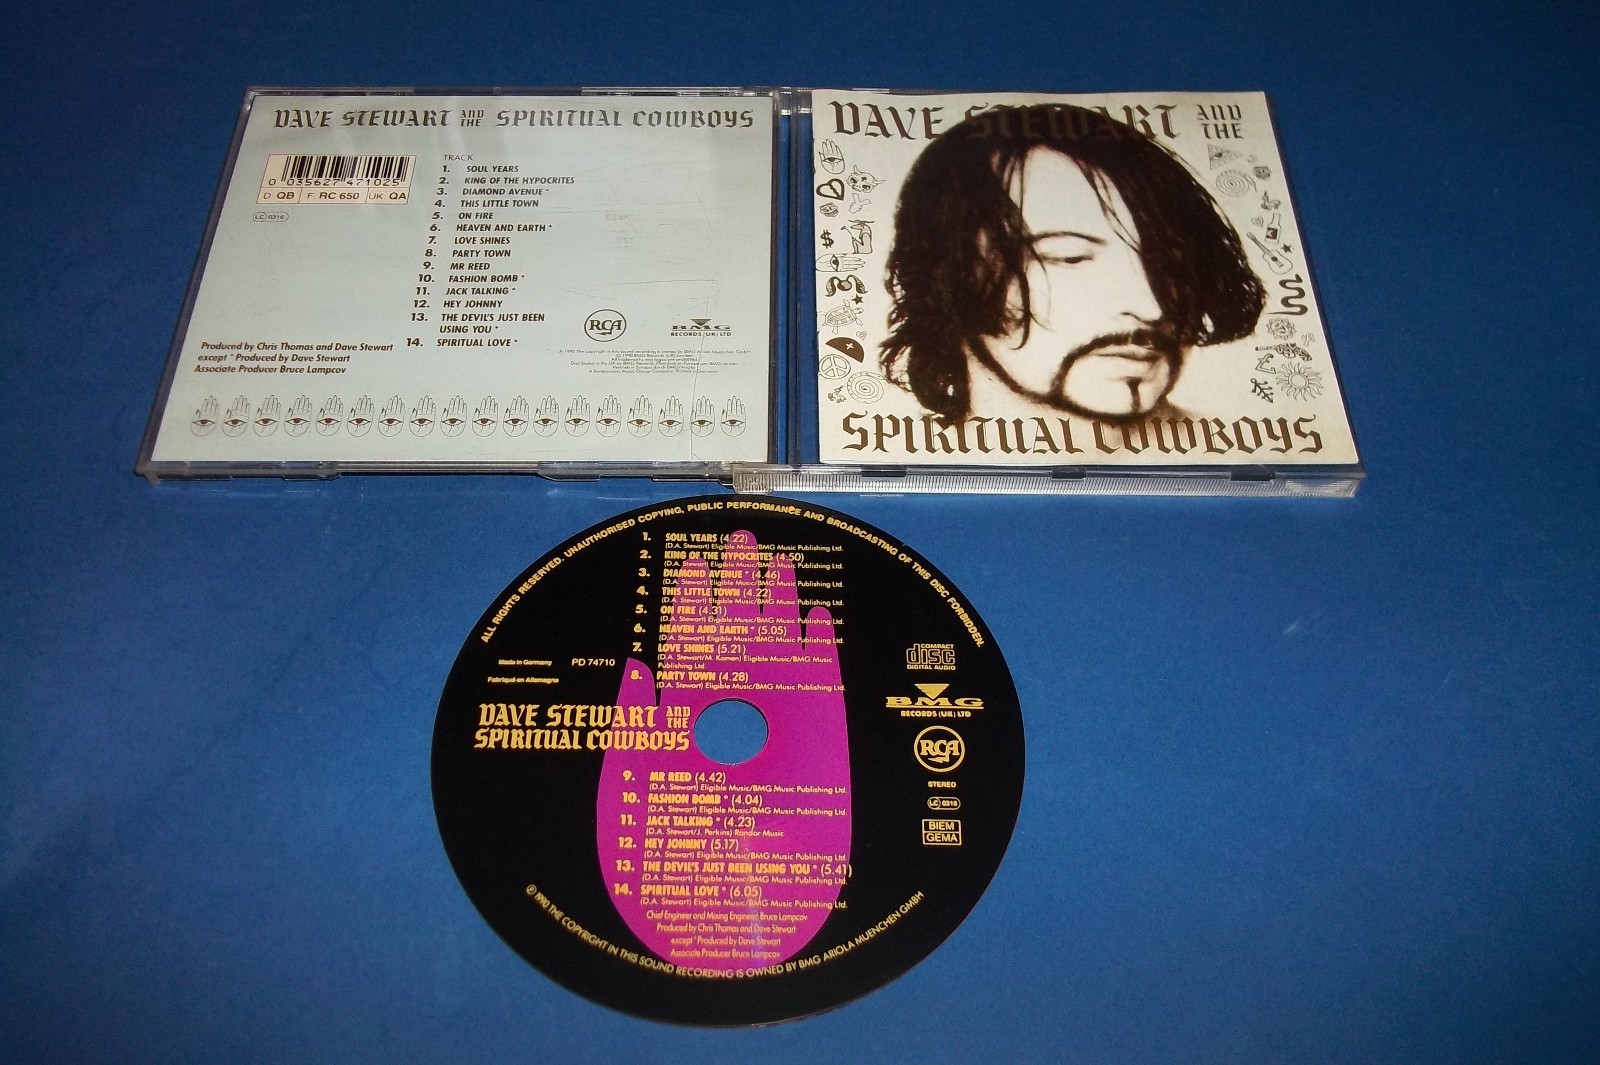 DAVE STEWART AND THE SPIRITUAL COWBOYS
0 035627 471025
D: QB F: RC 650 UK: QA
LC 0316
TRACK
1. SOUL YEARS
2. KING OF THE HYPOCRITES
3. DIAMOND AVENUE *
4. THIS LITTLE TOWN
5. ON FIRE
6. HEAVEN AND EARTH *
7. LOVE SHINES
8. PARTY TOWN
9. MR REED
10. FASHION BOMB *
11. JACK TALKING *
12. HEY JOHNNY
13. THE DEVIL'S JUST BEEN
USING YOU *
14. SPIRITUAL LOVE *
Produced by Chris Thomas and Dave Stewart
except * Produced by Dave Stewart
Associate Producer Bruce Lampcov
RCA
BMG
RECORDS (UK) LTD
DAVE STEWART AND THE
SPIRITUAL COWBOYS
ALL RIGHTS RESERVED. UNAUTHORISED COPYING, PUBLIC PERFORMANCE AND BROADCASTING OF THIS DISC FORBIDDEN.
1. SOUL YEARS (4.22)
(D.A. Stewart) Eligible Music/BMG Music Publishing Ltd.
2. KING OF THE HYPOCRITES (4.50)
(D.A. Stewart) Eligible Music/BMG Music Publishing Ltd.
3. DIAMOND AVENUE * (4.46)
(D.A. Stewart) Eligible Music/BMG Music Publishing Ltd.
4. THIS LITTLE TOWN (4.22)
(D.A. Stewart) Eligible Music/BMG Music Publishing Ltd.
5. ON FIRE (4.31)
(D.A. Stewart) Eligible Music/BMG Music Publishing Ltd.
6. HEAVEN AND EARTH * (5.05)
(D.A. Stewart) Eligible Music/BMG Music Publishing Ltd.
7. LOVE SHINES (5.21)
(D.A. Stewart/M. Kamen) Eligible Music/BMG Music
Publishing Ltd.
8. PARTY TOWN (4.28)
(D.A. Stewart) Eligible Music/BMG Music Publishing Ltd.
Made in Germany
PD 74710
Fabriqué en Allemagne
COMPACT
disc
DIGITAL AUDIO
BMG
RECORDS (UK) LTD
RCA
STEREO
LC 0316
BIEM
GEMA
DAVE STEWART AND THE
SPIRITUAL COWBOYS
9. MR REED (4.42)
(D.A. Stewart) Eligible Music/BMG Music Publishing Ltd.
10. FASHION BOMB * (4.04)
(D.A. Stewart) Eligible Music/BMG Music Publishing Ltd.
11. JACK TALKING * (4.23)
(D.A. Stewart/J. Perkins) Rondor Music
12. HEY JOHNNY (5.17)
(D.A. Stewart) Eligible Music/BMG Music Publishing Ltd.
13. THE DEVIL'S JUST BEEN USING YOU * (5.41)
(D.A. Stewart) Eligible Music/BMG Music Publishing Ltd.
14. SPIRITUAL LOVE * (6.05)
(D.A. Stewart) Eligible Music/BMG Music Publishing Ltd.
Chief Engineer and Mixing Engineer Bruce Lampcov
Produced by Chris Thomas and Dave Stewart
except * Produced by Dave Stewart
Associate Producer Bruce Lampcov
℗ 1990 THE COPYRIGHT IN THIS SOUND RECORDING IS OWNED BY BMG ARIOLA MUENCHEN GMBH